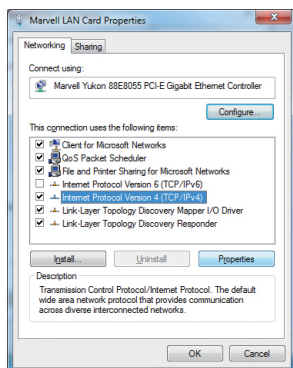 Marvell LAN Card Properties
Networking Sharing
Connect using:
Marvell Yukon 88E8055 PCI-E Gigabit Ethernet Controller
Configure...
This connection uses the following items:
Client for Microsoft Networks
QoS Packet Scheduler
File and Printer Sharing for Microsoft Networks
Internet Protocol Version 6 (TCP/IPv6)
Internet Protocol Version 4 (TCP/IPv4)
Link-Layer Topology Discovery Mapper I/O Driver
Link-Layer Topology Discovery Responder
Install... Uninstall Properties
Description
Transmission Control Protocol/Internet Protocol. The default
wide area network protocol that provides communication
across diverse interconnected networks.
OK Cancel